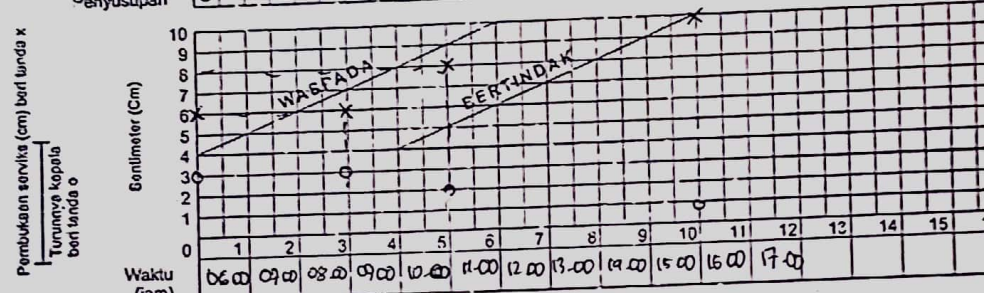 Penyusupan
Pembukaan serviks (cm) beri tanda x
Turunnya kepala
beri tanda o
Sentimeter (Cm)
10
9
8
7
6
5
4
3
2
1
0
WASPADA
BERTINDAK
1 2 3 4 5 6 7 8 9 10 11 12 13 14 15
Waktu
(jam)
06.00 07.00 08.00 09.00 10.00 11.00 12.00 13.00 14.00 15.00 16.00 17.00